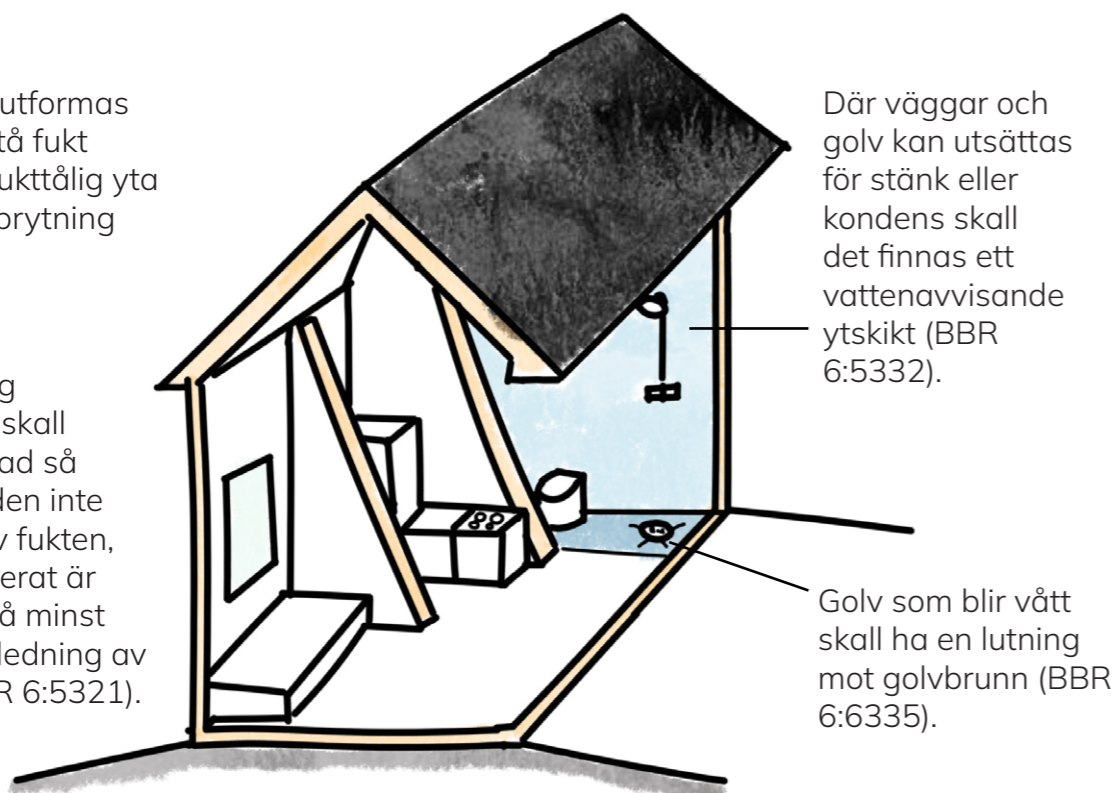 utformas
tå fukt
ukttålig yta
brytning
g
skall
ad så
den inte
v fukten,
erat är
å minst
ledning av
R 6:5321).
Där väggar och
golv kan utsättas
för stänk eller
kondens skall
det finnas ett
vattenavvisande
ytskikt (BBR
6:5332).
Golv som blir vått
skall ha en lutning
mot golvbrunn (BBR
6:6335).